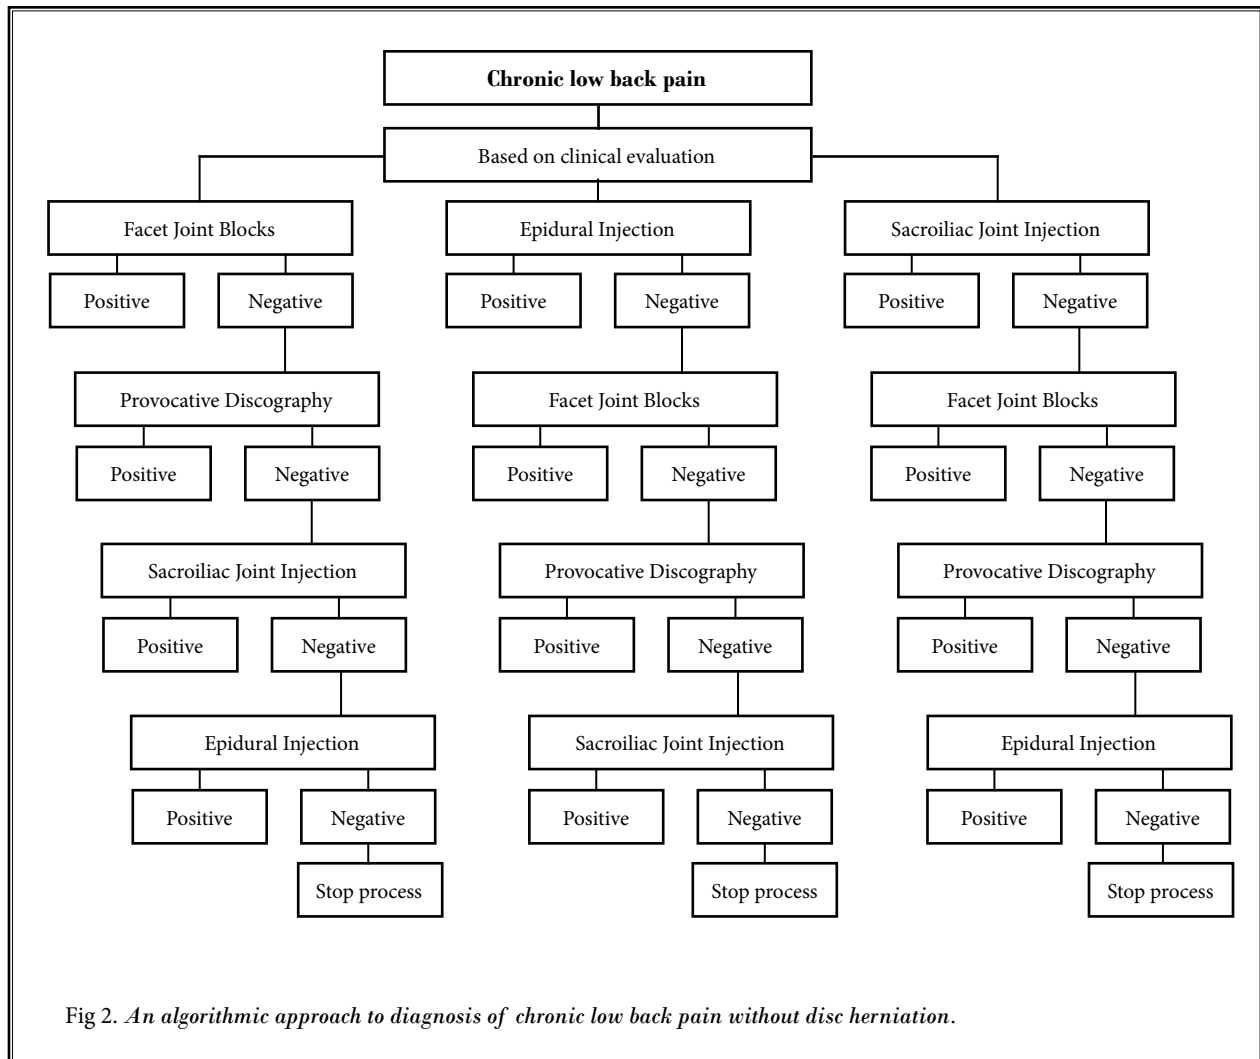 Chronic low back pain
Based on clinical evaluation
Facet Joint Blocks
Epidural Injection
Sacroiliac Joint Injection
Positive
Negative
Positive
Negative
Positive
Negative
Provocative Discography
Facet Joint Blocks
Facet Joint Blocks
Positive
Negative
Positive
Negative
Positive
Negative
Sacroiliac Joint Injection
Provocative Discography
Provocative Discography
Positive
Negative
Positive
Negative
Positive
Negative
Epidural Injection
Sacroiliac Joint Injection
Epidural Injection
Positive
Negative
Positive
Negative
Positive
Negative
Stop process
Stop process
Stop process
Fig 2. An algorithmic approach to diagnosis of chronic low back pain without disc herniation.